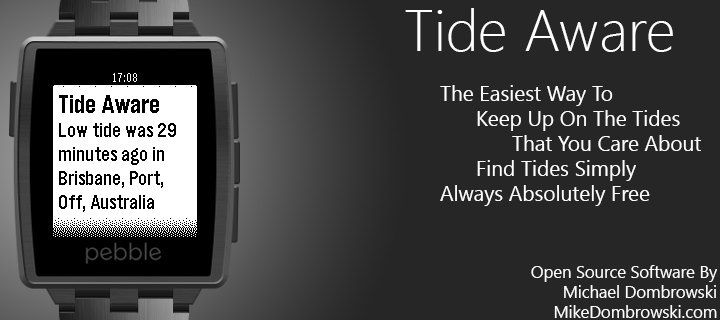 17:08
Tide Aware
Low tide was 29
minutes ago in
Brisbane, Port,
Off, Australia
pebble
Tide Aware
The Easiest Way To
Keep Up On The Tides
That You Care About
Find Tides Simply
Always Absolutely Free
Open Source Software By
Michael Dombrowski
MikeDombrowski.com